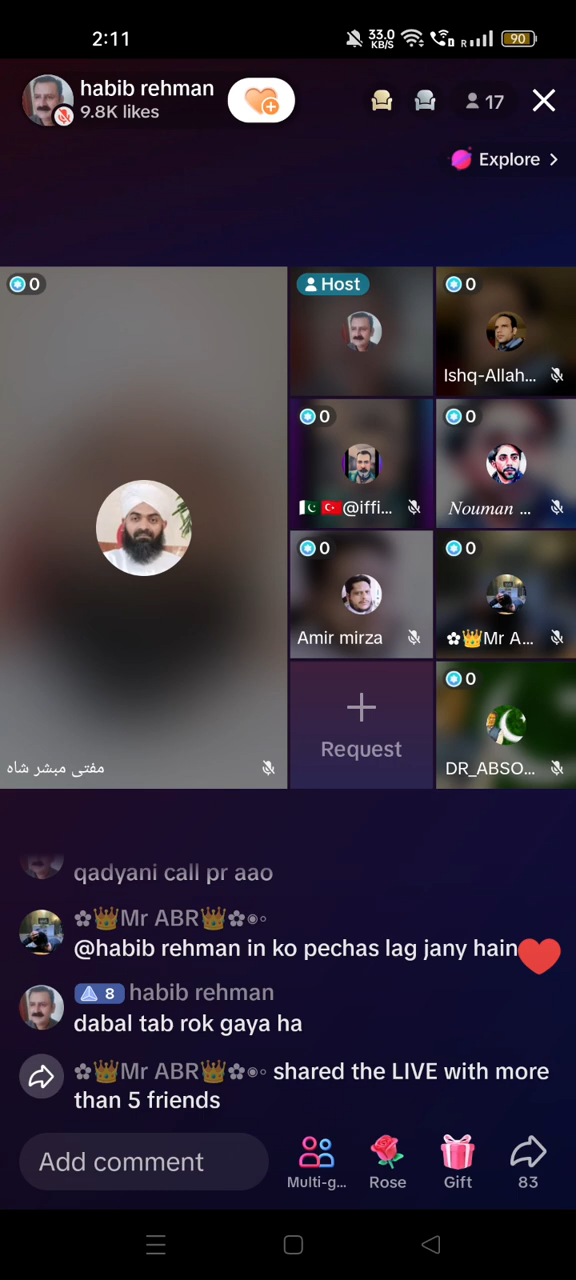 2:11
33.0
KB/S
R
90
habib rehman
9.8K likes
17
Explore
0
Host
0
Ishq-Allah...
0
@iffi...
0
Nouman ...
0
Amir mirza
0
Mr A...
Request
0
DR_ABSO...
مفتی مبشر شاہ
qadyani call pr aao
✿👑Mr ABR👑✿◉◦
@habib rehman in ko pechas lag jany hain
8 habib rehman
dabal tab rok gaya ha
✿👑Mr ABR👑✿◉◦ shared the LIVE with more
than 5 friends
Add comment
Multi-g...
Rose
Gift
83